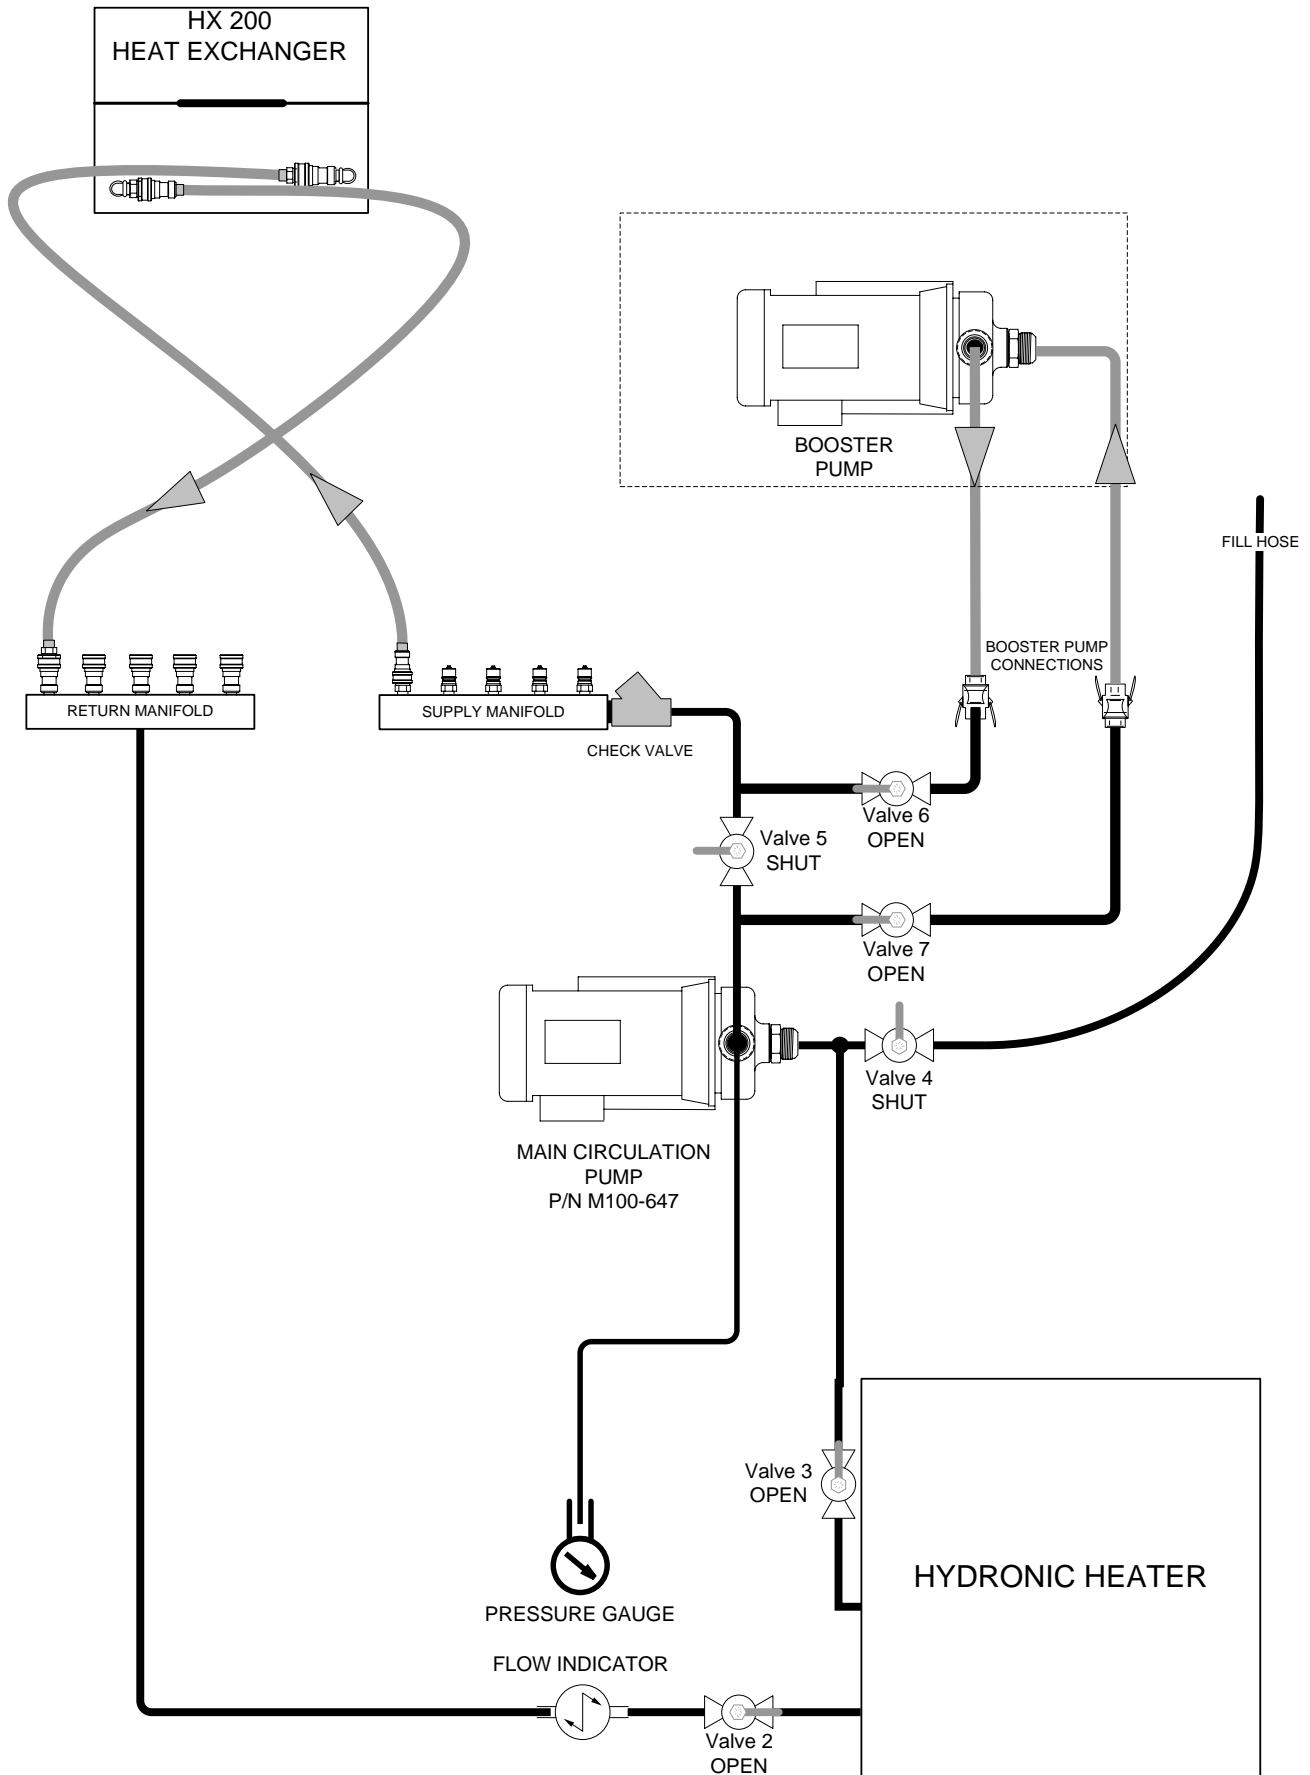 HX 200
HEAT EXCHANGER
BOOSTER
PUMP
FILL HOSE
BOOSTER PUMP
CONNECTIONS
RETURN MANIFOLD
SUPPLY MANIFOLD
CHECK VALVE
Valve 6
OPEN
Valve 5
SHUT
Valve 7
OPEN
Valve 4
SHUT
MAIN CIRCULATION
PUMP
P/N M100-647
Valve 3
OPEN
HYDRONIC HEATER
PRESSURE GAUGE
FLOW INDICATOR
Valve 2
OPEN